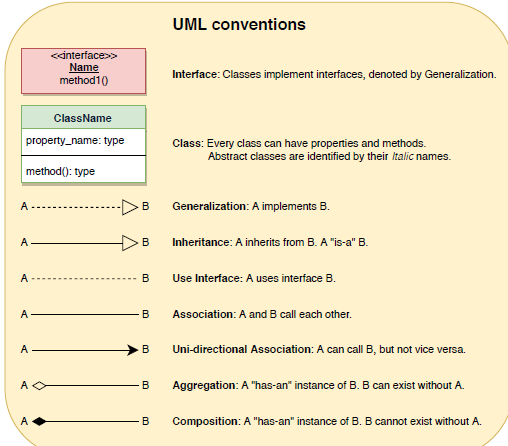 UML conventions
<<interface>>
Name
method1()
Interface: Classes implement interfaces, denoted by Generalization.
ClassName
property_name: type
method(): type
Class: Every class can have properties and methods.
Abstract classes are identified by their Italic names.
A B Generalization: A implements B.
A B Inheritance: A inherits from B. A "is-a" B.
A B Use Interface: A uses interface B.
A B Association: A and B call each other.
A B Uni-directional Association: A can call B, but not vice versa.
A B Aggregation: A "has-an" instance of B. B can exist without A.
A B Composition: A "has-an" instance of B. B cannot exist without A.